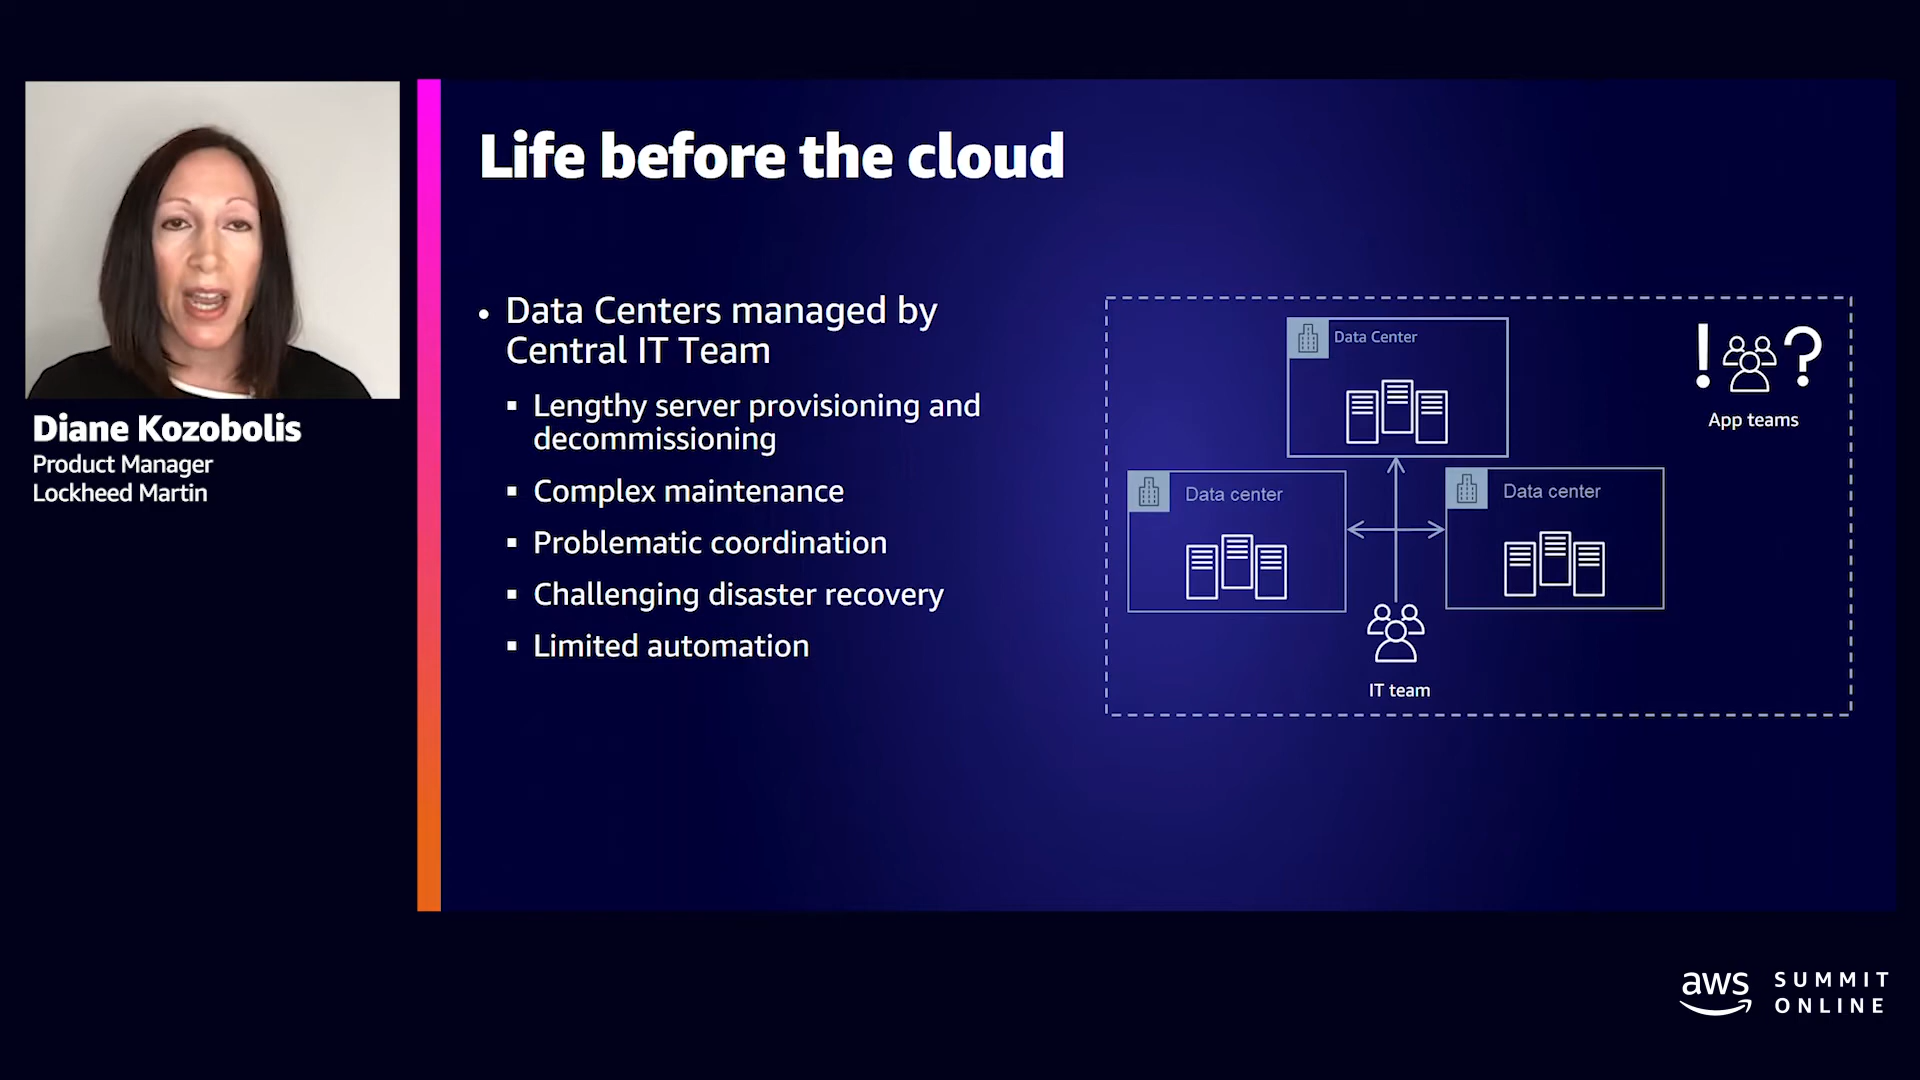 Life before the cloud
• Data Centers managed by
Central IT Team
▪ Lengthy server provisioning and
decommissioning
▪ Complex maintenance
▪ Problematic coordination
▪ Challenging disaster recovery
▪ Limited automation
Data Center
! ?
App teams
Data center
Data center
IT team
Diane Kozobolis
Product Manager
Lockheed Martin
aws SUMMIT
ONLINE